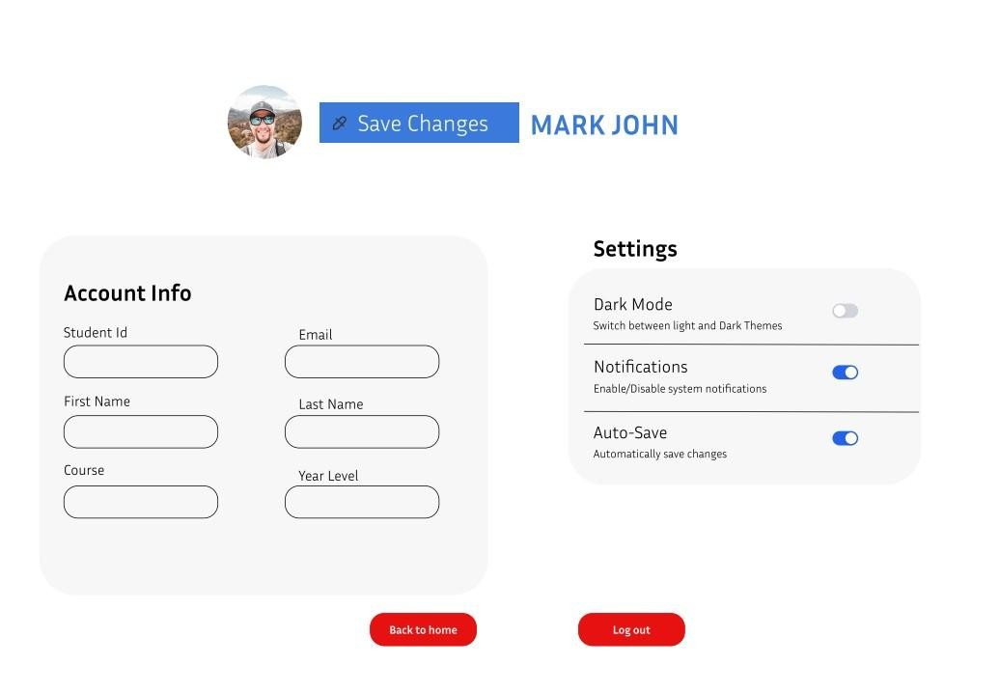 Save Changes
MARK JOHN
Account Info
Student Id
Email
First Name
Last Name
Course
Year Level
Settings
Dark Mode
Switch between light and Dark Themes
Notifications
Enable/Disable system notifications
Auto-Save
Automatically save changes
Back to home
Log out